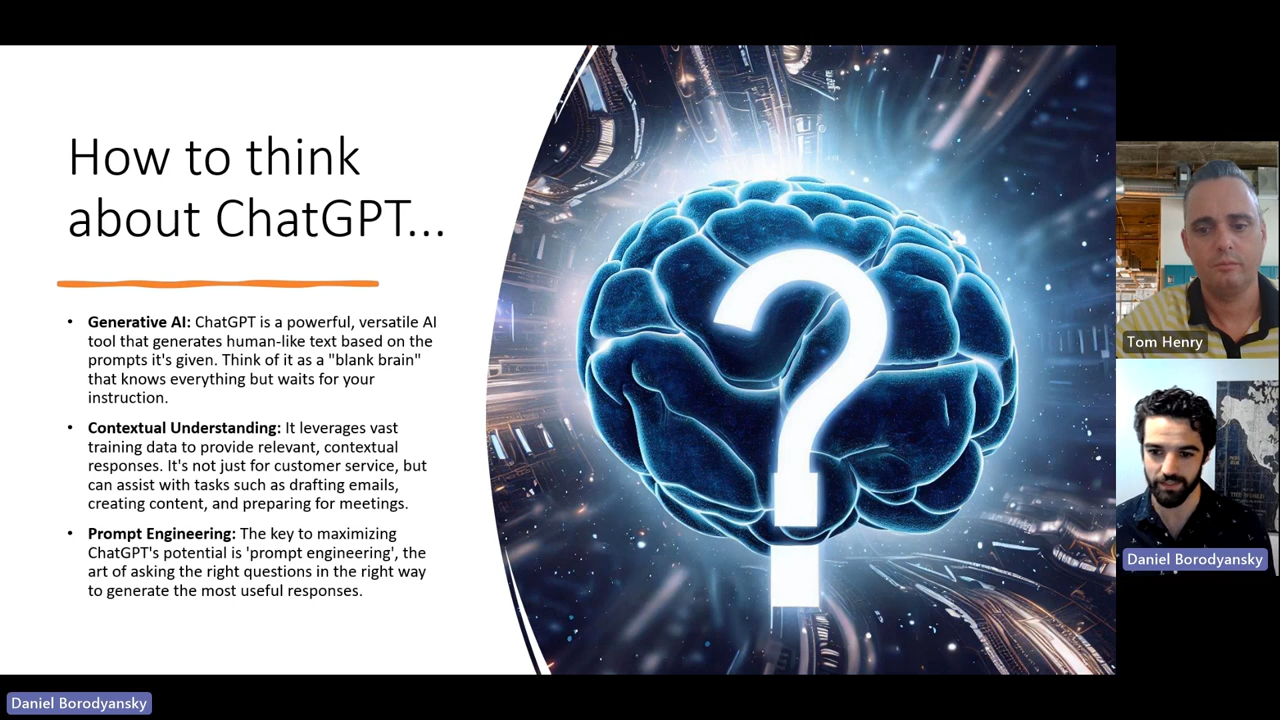 How to think
about ChatGPT...
• Generative AI: ChatGPT is a powerful, versatile AI
tool that generates human-like text based on the
prompts it's given. Think of it as a "blank brain"
that knows everything but waits for your
instruction.
• Contextual Understanding: It leverages vast
training data to provide relevant, contextual
responses. It's not just for customer service, but
can assist with tasks such as drafting emails,
creating content, and preparing for meetings.
• Prompt Engineering: The key to maximizing
ChatGPT's potential is 'prompt engineering', the
art of asking the right questions in the right way
to generate the most useful responses.
?
Tom Henry
Daniel Borodyansky
Daniel Borodyansky